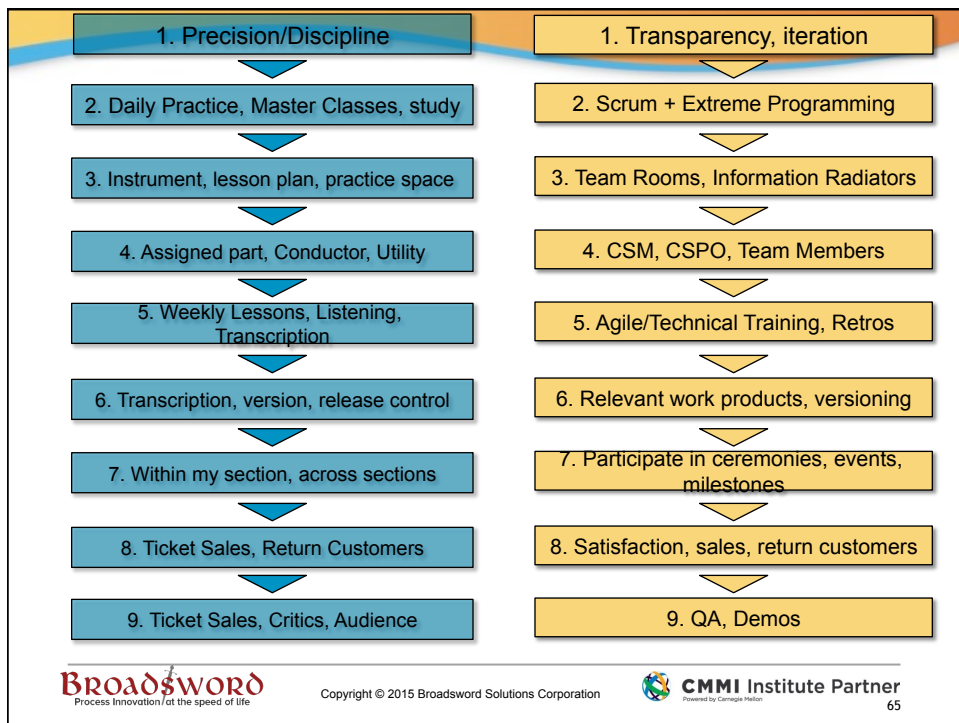 1. Precision/Discipline
2. Daily Practice, Master Classes, study
3. Instrument, lesson plan, practice space
4. Assigned part, Conductor, Utility
5. Weekly Lessons, Listening,
Transcription
6. Transcription, version, release control
7. Within my section, across sections
8. Ticket Sales, Return Customers
9. Ticket Sales, Critics, Audience
1. Transparency, iteration
2. Scrum + Extreme Programming
3. Team Rooms, Information Radiators
4. CSM, CSPO, Team Members
5. Agile/Technical Training, Retros
6. Relevant work products, versioning
7. Participate in ceremonies, events,
milestones
8. Satisfaction, sales, return customers
9. QA, Demos
BROADSWORD
Process Innovation at the speed of life
Copyright © 2015 Broadsword Solutions Corporation
CMMI Institute Partner
Powered by Carnegie Mellon
65